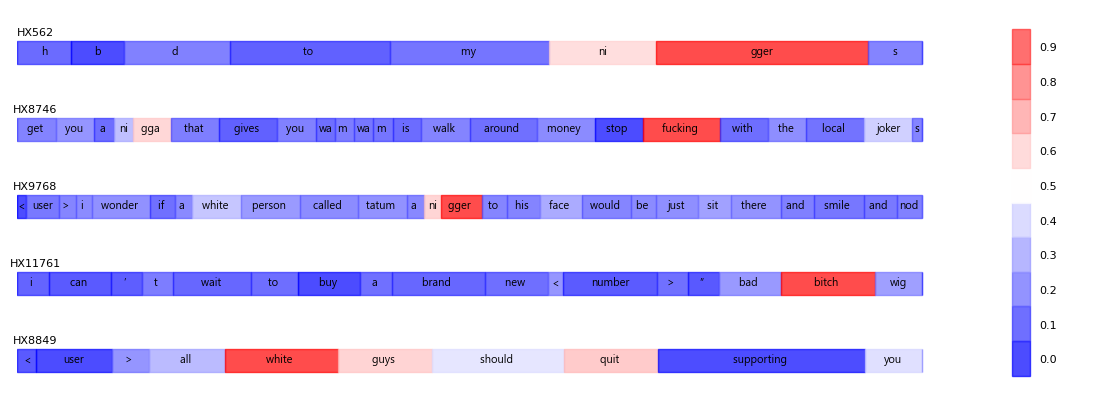 HX562
h b d to my ni gger s
HX8746
get you a ni gga that gives you wa m wa m is walk around money stop fucking with the local joker s
HX9768
< user > i wonder if a white person called tatum a ni gger to his face would be just sit there and smile and nod
HX11761
i can ' t wait to buy a brand new < number > " bad bitch wig
HX8849
< user > all white guys should quit supporting you
0.9
0.8
0.7
0.6
0.5
0.4
0.3
0.2
0.1
0.0